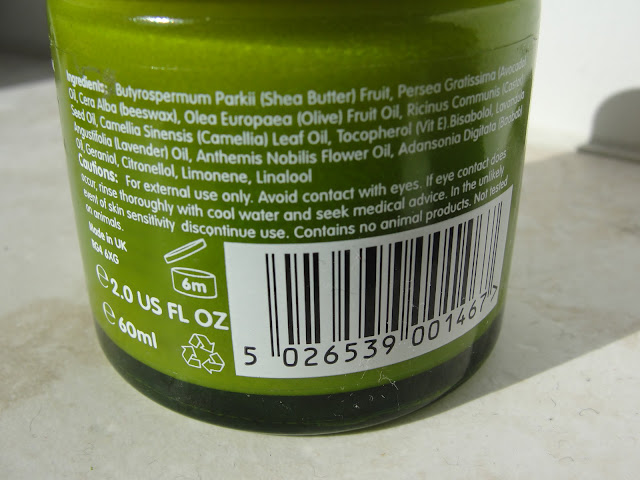 Ingredients: Butyrospermum Parkii (Shea Butter) Fruit, Persea Gratissima (Avocado)
Oil, Cera Alba (beeswax), Olea Europaea (Olive) Fruit Oil, Ricinus Communis (Castor)
Seed Oil, Camellia Sinensis (Camellia) Leaf Oil, Tocopherol (Vit E) Bisabolol, Lavandula
Angustifolia (Lavender) Oil, Anthemis Nobilis Flower Oil, Adansonia Digitata (Baobab)
Oil, Geraniol, Citronellol, Limonene, Linalool
Cautions: For external use only. Avoid contact with eyes. If eye contact does
occur, rinse thoroughly with cool water and seek medical advice. In the unlikely
event of skin sensitivity discontinue use. Contains no animal products. Not tested
on animals.
Made in UK
RG4 6XG
6m
℮ 2.0 US FL OZ
℮ 60ml
5 026539 001467 >